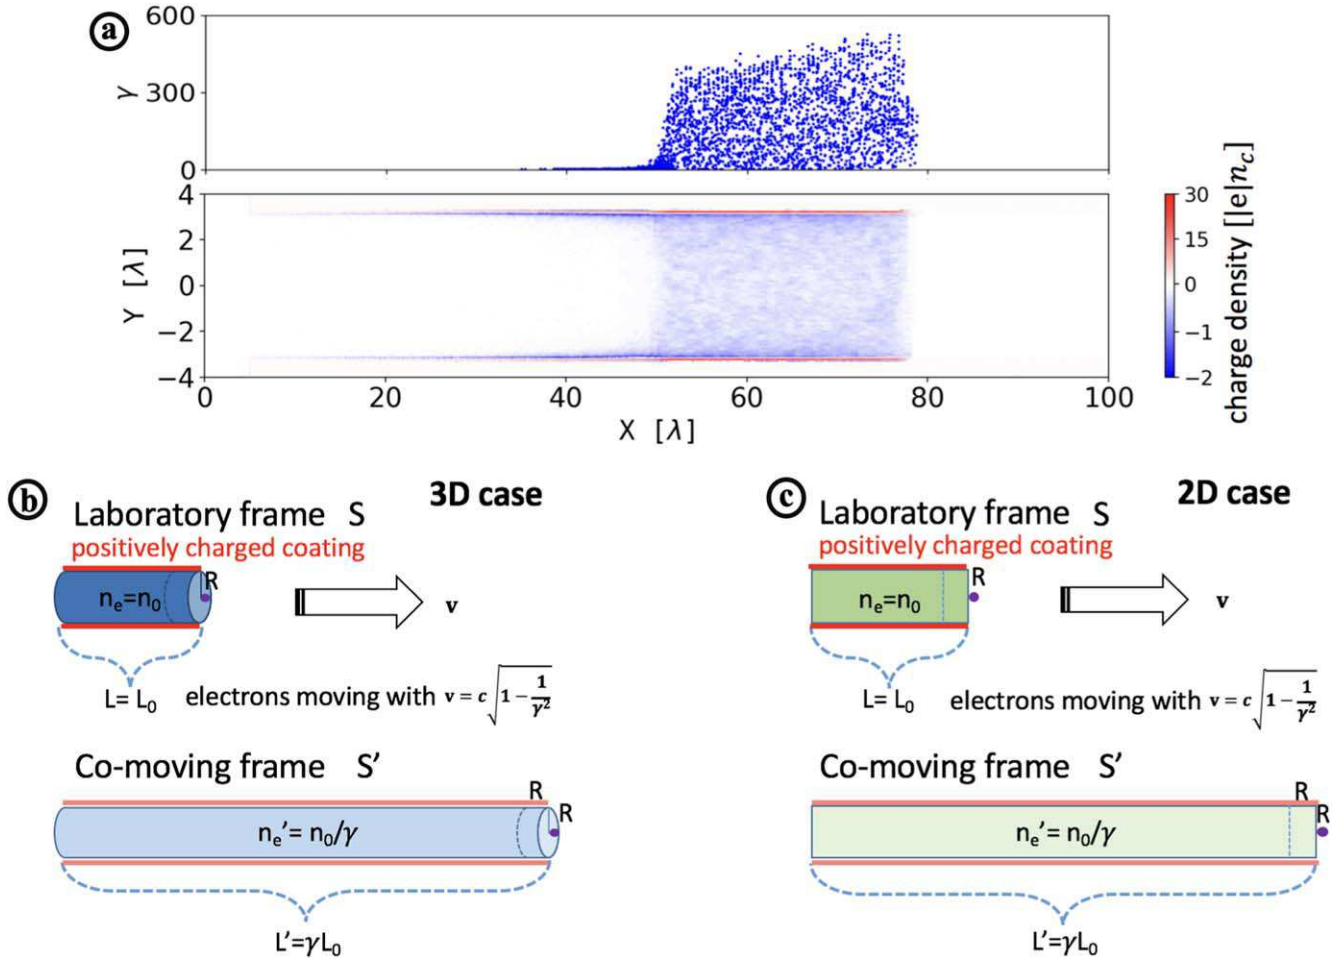 a
600
300
0
γ
4
2
0
−2
−4
Y [λ]
0
20
40
60
80
100
X [λ]
30
15
0
−1
−2
charge density [|e|n_c]
b
3D case
Laboratory frame S
positively charged coating
n_e=n_0
R
v
L= L_0
electrons moving with v = c√(1 − 1/γ²)
Co-moving frame S'
R
R
n_e'= n_0/γ
L'=γL_0
c
2D case
Laboratory frame S
positively charged coating
n_e=n_0
R
v
L= L_0
electrons moving with v = c√(1 − 1/γ²)
Co-moving frame S'
R
R
n_e'= n_0/γ
L'=γL_0